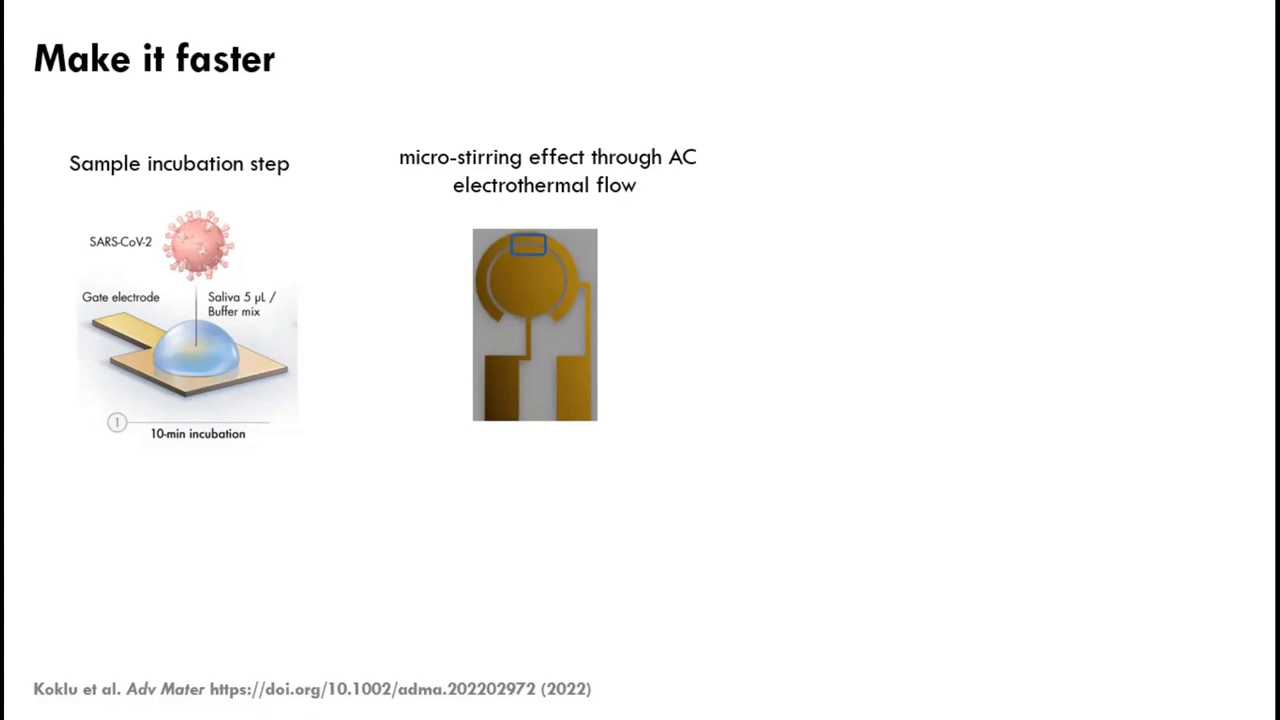 Make it faster
Sample incubation step
SARS-CoV-2
Gate electrode
Saliva 5 µL /
Buffer mix
1
10-min incubation
micro-stirring effect through AC
electrothermal flow
Koklu et al. Adv Mater https://doi.org/10.1002/adma.202202972 (2022)